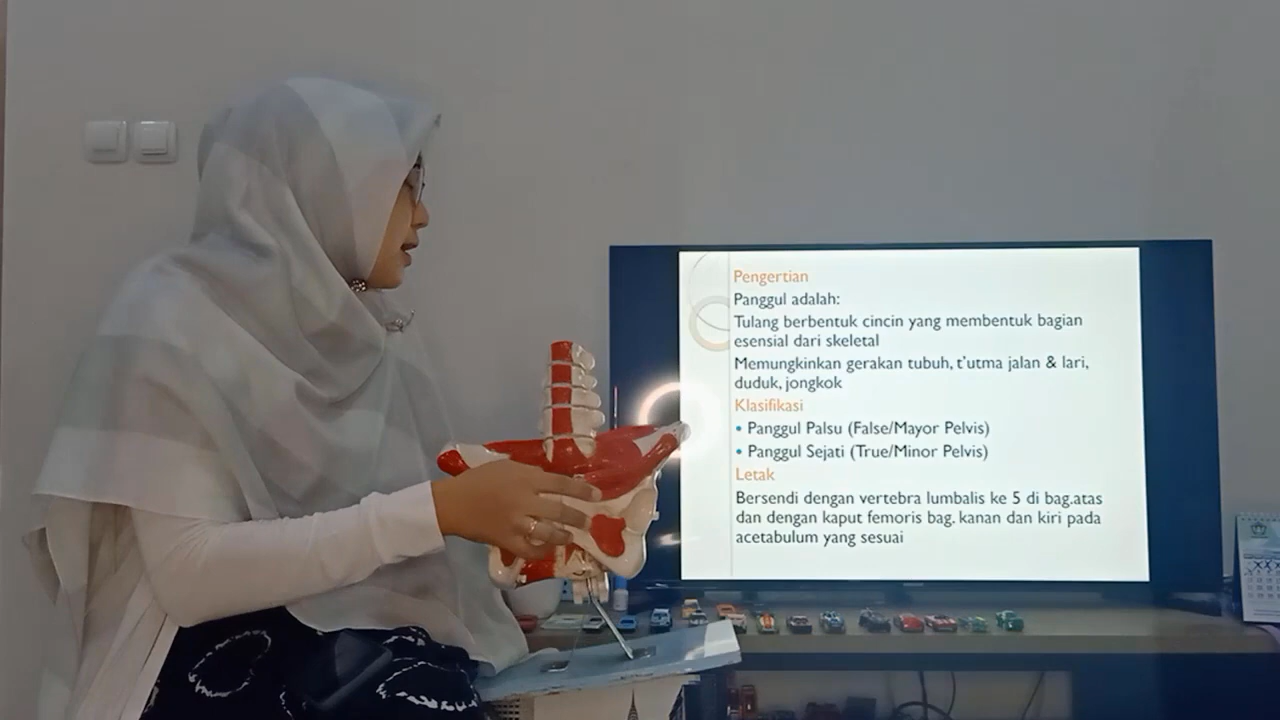 Pengertian
Panggul adalah:
Tulang berbentuk cincin yang membentuk bagian
esensial dari skeletal
Memungkinkan gerakan tubuh, t'utma jalan & lari,
duduk, jongkok
Klasifikasi
• Panggul Palsu (False/Mayor Pelvis)
• Panggul Sejati (True/Minor Pelvis)
Letak
Bersendi dengan vertebra lumbalis ke 5 di bag.atas
dan dengan kaput femoris bag. kanan dan kiri pada
acetabulum yang sesuai